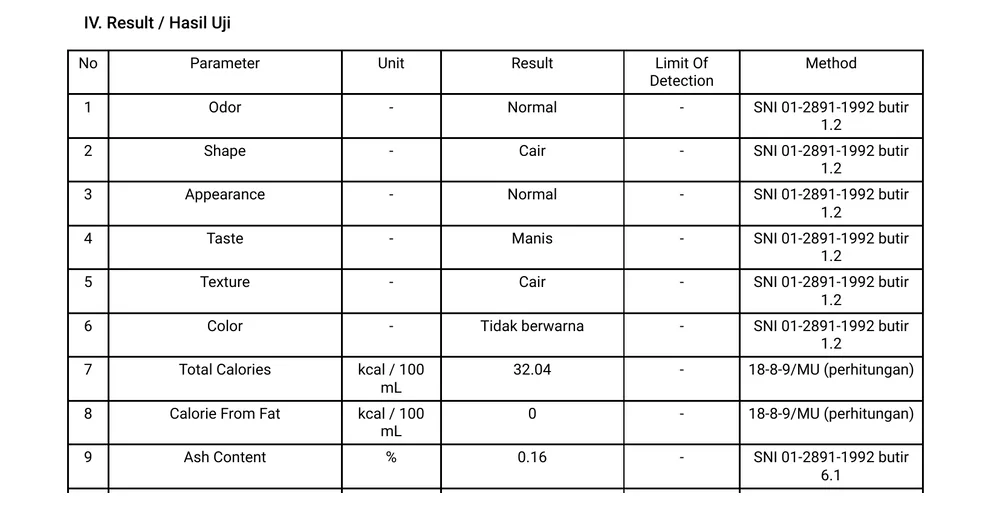 IV. Result / Hasil Uji
No Parameter Unit Result Limit Of Detection Method
1 Odor - Normal - SNI 01-2891-1992 butir 1.2
2 Shape - Cair - SNI 01-2891-1992 butir 1.2
3 Appearance - Normal - SNI 01-2891-1992 butir 1.2
4 Taste - Manis - SNI 01-2891-1992 butir 1.2
5 Texture - Cair - SNI 01-2891-1992 butir 1.2
6 Color - Tidak berwarna - SNI 01-2891-1992 butir 1.2
7 Total Calories kcal / 100 mL 32.04 - 18-8-9/MU (perhitungan)
8 Calorie From Fat kcal / 100 mL 0 - 18-8-9/MU (perhitungan)
9 Ash Content % 0.16 - SNI 01-2891-1992 butir 6.1